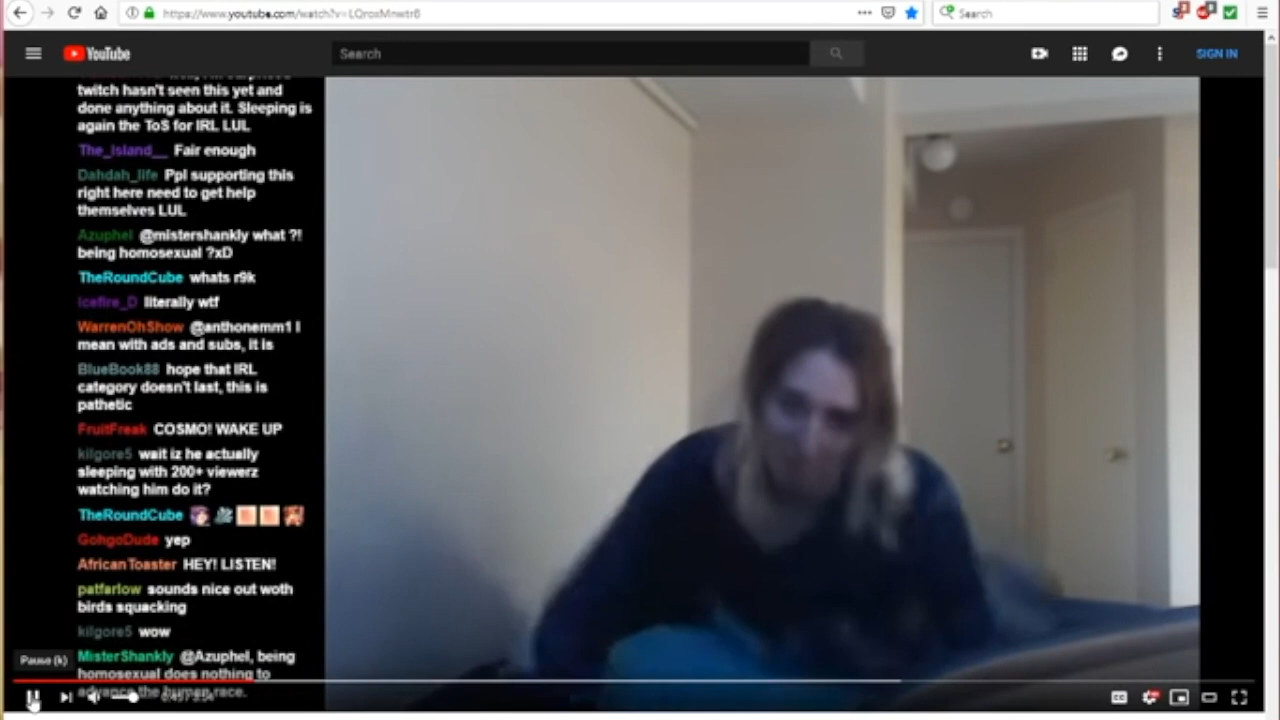 https://www.youtube.com/watch?v=LQroxMnwtr8
Search
YouTube
Search
SIGN IN
twitch hasn't seen this yet and
done anything about it. Sleeping is
again the ToS for IRL LUL
The_Island__ Fair enough
Dahdah_life Ppl supporting this
right here need to get help
themselves LUL
Azuphel @mistershankly what ?!
being homosexual ?xD
TheRoundCube whats r9k
Icefire_D literally wtf
WarrenOhShow @anthonemm1 I
mean with ads and subs, it is
BlueBook88 hope that IRL
category doesn't last, this is
pathetic
FruitFreak COSMO! WAKE UP
kilgore5 wait iz he actually
sleeping with 200+ viewerz
watching him do it?
TheRoundCube
GohgoDude yep
AfricanToaster HEY! LISTEN!
patfarlow sounds nice out woth
birds squacking
kilgore5 wow
Pause (k)
MisterShankly @Azuphel, being
homosexual does nothing to
advance the human race.